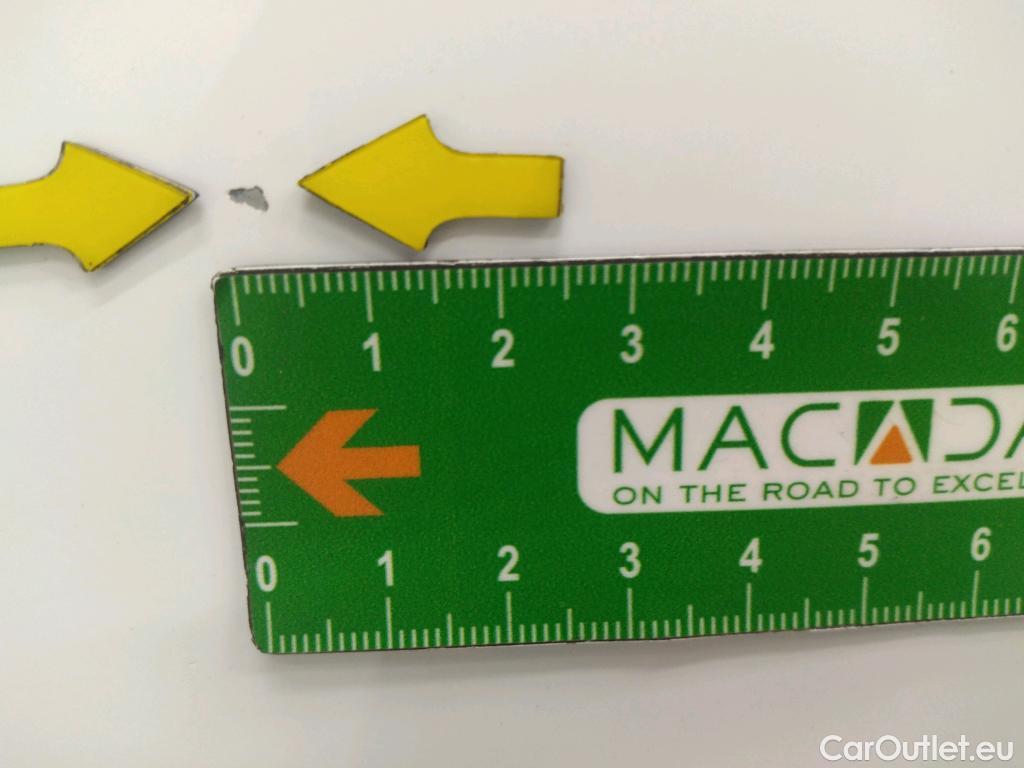 0 1 2 3 4 5 6
MACADA
ON THE ROAD TO EXCEL
0 1 2 3 4 5 6
CarOutlet.eu